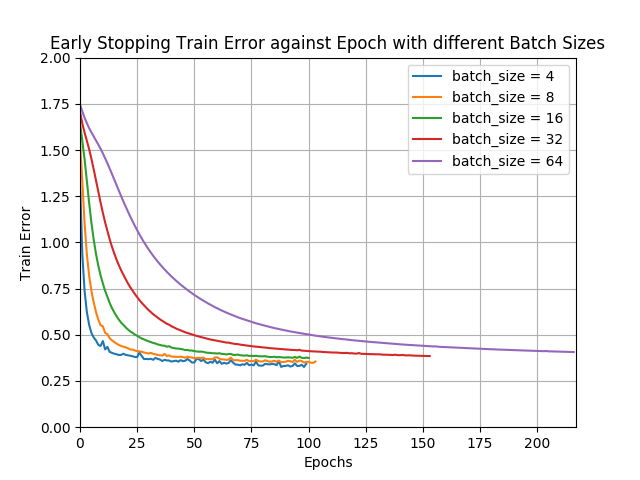 Early Stopping Train Error against Epoch with different Batch Sizes
2.00
1.75
1.50
1.25
1.00
0.75
0.50
0.25
0.00
Train Error
batch_size = 4
batch_size = 8
batch_size = 16
batch_size = 32
batch_size = 64
0 25 50 75 100 125 150 175 200
Epochs